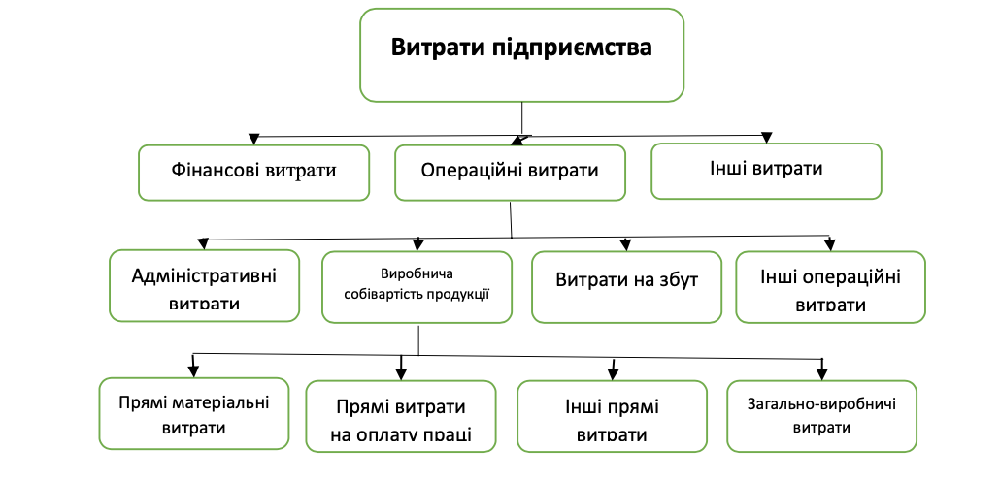 Витрати підприємства
Фінансові витрати
Операційні витрати
Інші витрати
Адміністративні
витрати
Виробнича
собівартість продукції
Витрати на збут
Інші операційні
витрати
Прямі матеріальні
витрати
Прямі витрати
на оплату праці
Інші прямі
витрати
Загально-виробничі
витрати